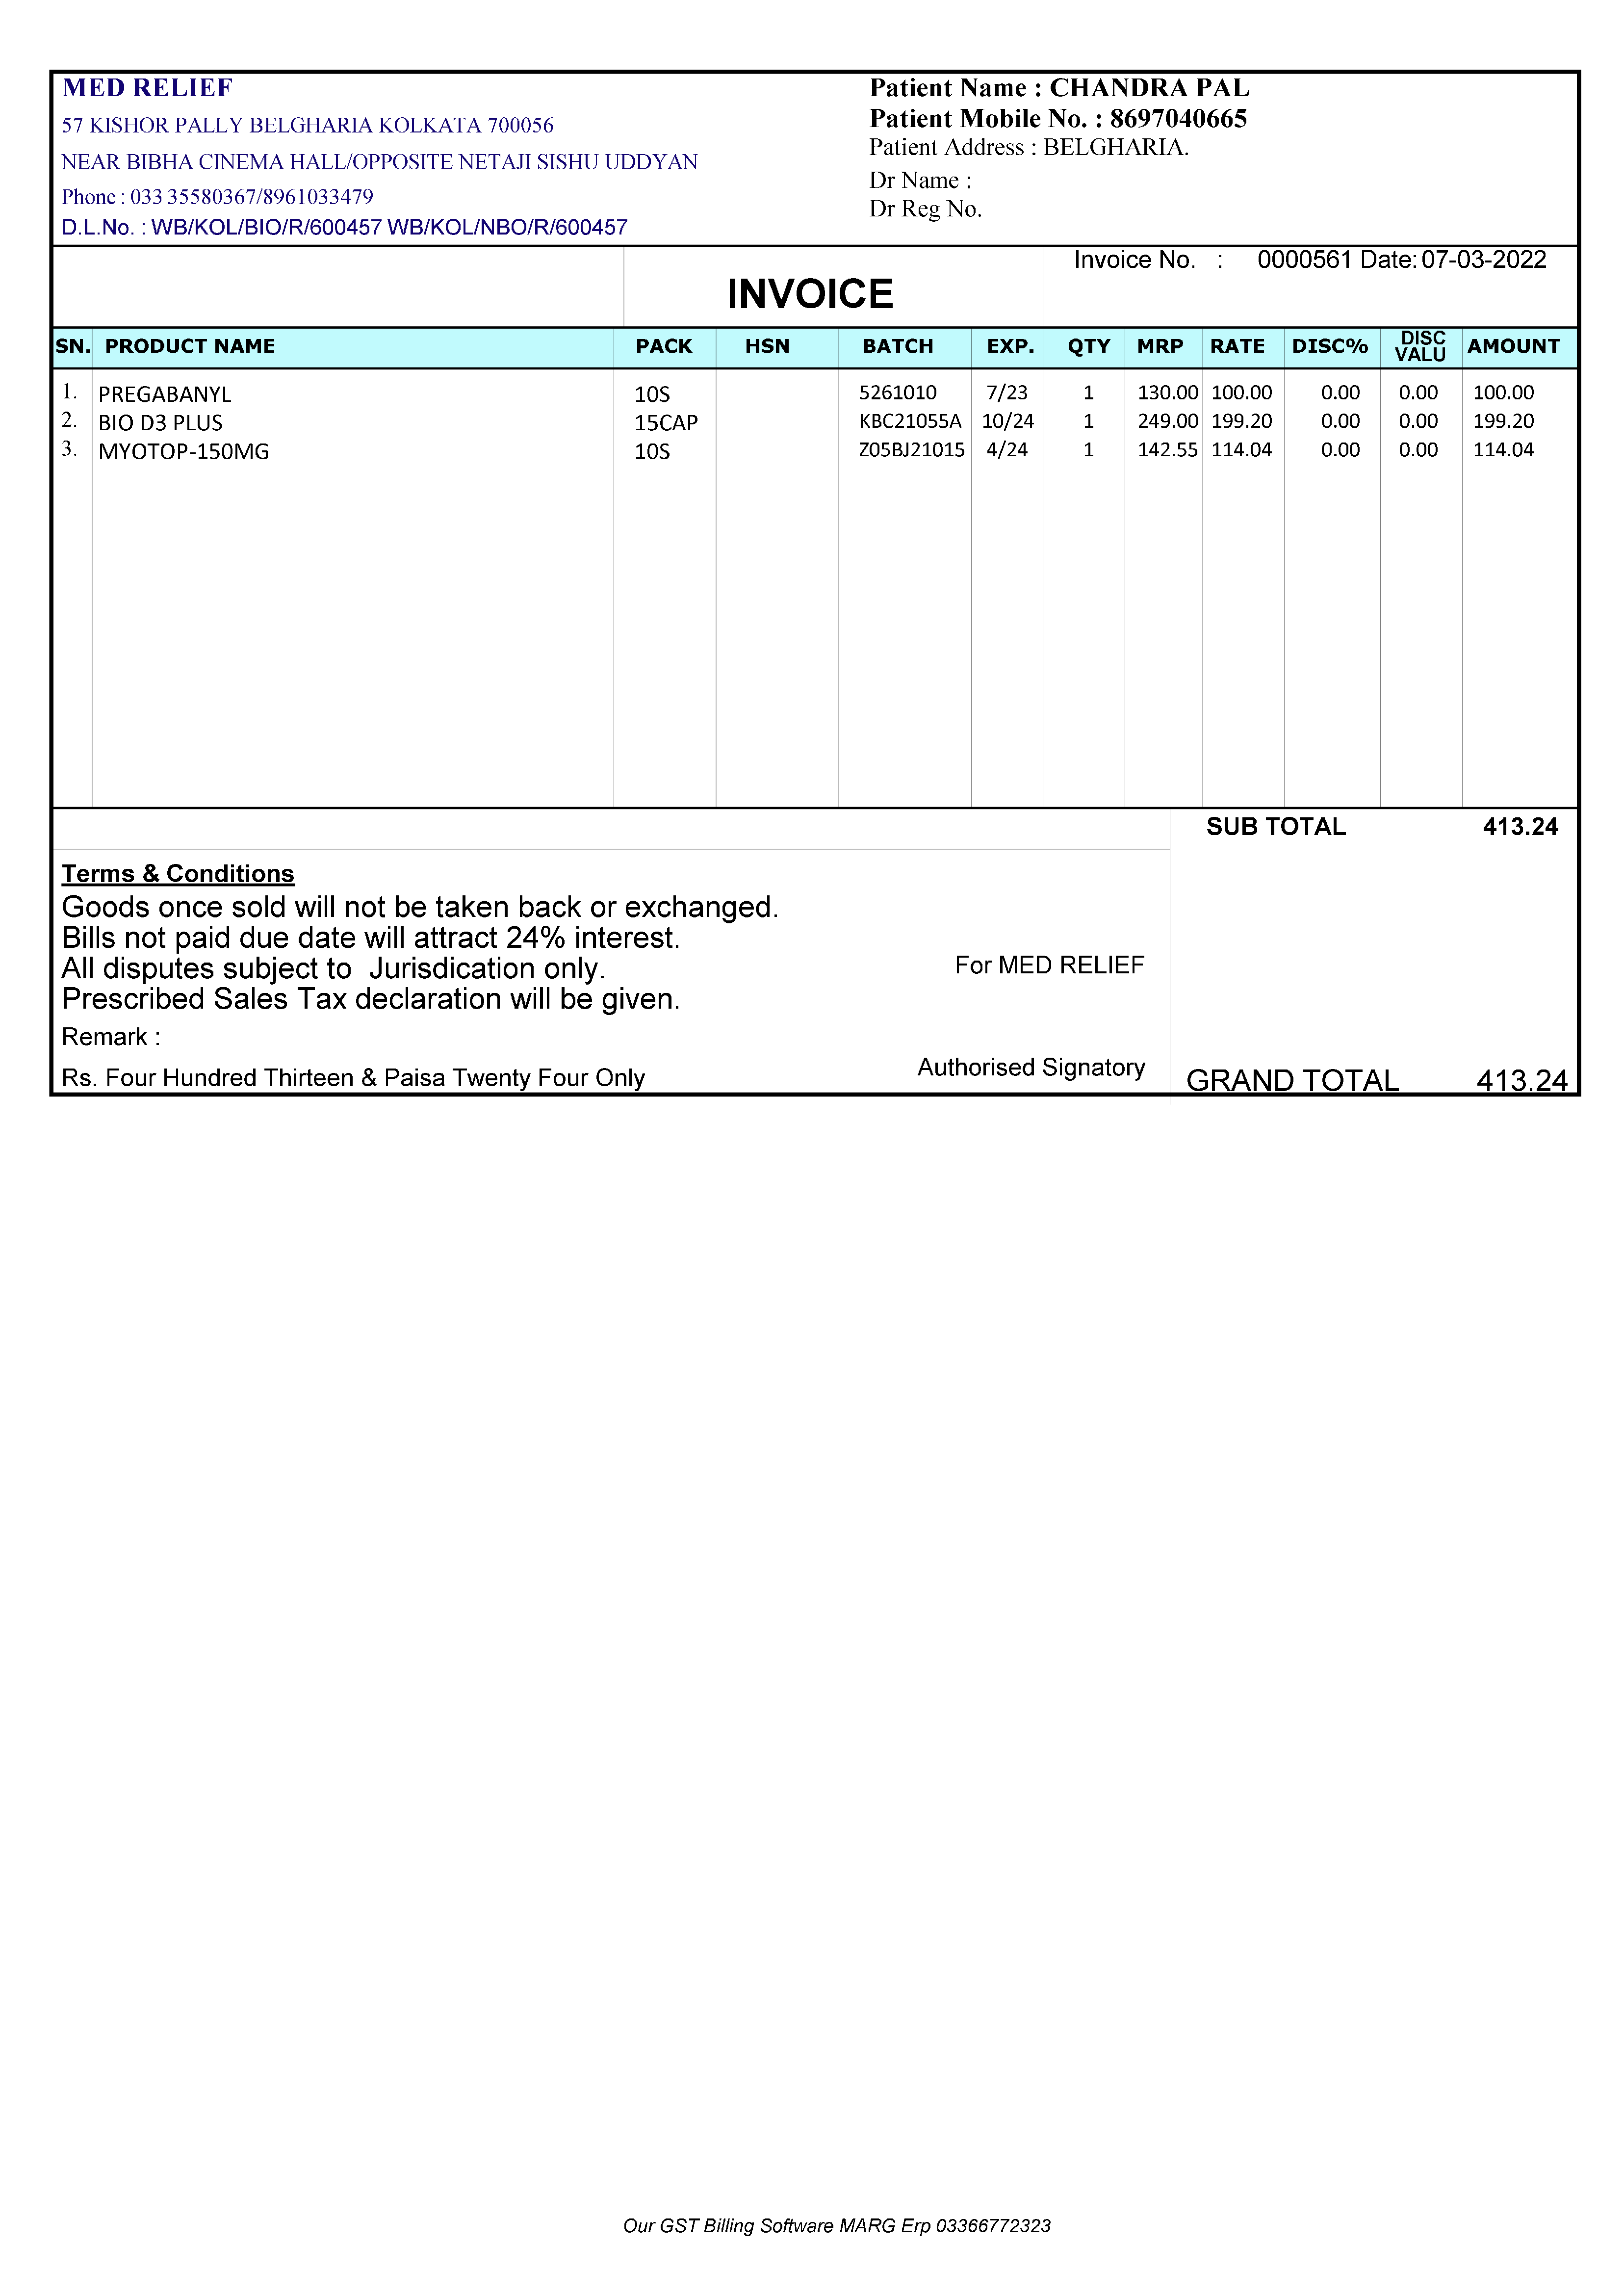 MED RELIEF
57 KISHOR PALLY BELGHARIA KOLKATA 700056
NEAR BIBHA CINEMA HALL/OPPOSITE NETAJI SISHU UDDYAN
Phone : 033 35580367/8961033479
D.L.No. : WB/KOL/BIO/R/600457 WB/KOL/NBO/R/600457
Patient Name : CHANDRA PAL
Patient Mobile No. : 8697040665
Patient Address : BELGHARIA.
Dr Name :
Dr Reg No.
INVOICE
Invoice No. : 0000561 Date: 07-03-2022
SN. PRODUCT NAME PACK HSN BATCH EXP. QTY MRP RATE DISC% DISC VALU AMOUNT
1. PREGABANYL 10S 5261010 7/23 1 130.00 100.00 0.00 0.00 100.00
2. BIO D3 PLUS 15CAP KBC21055A 10/24 1 249.00 199.20 0.00 0.00 199.20
3. MYOTOP-150MG 10S Z05BJ21015 4/24 1 142.55 114.04 0.00 0.00 114.04
SUB TOTAL 413.24
Terms & Conditions
Goods once sold will not be taken back or exchanged.
Bills not paid due date will attract 24% interest.
All disputes subject to Jurisdication only.
Prescribed Sales Tax declaration will be given.
For MED RELIEF
Remark :
Authorised Signatory
Rs. Four Hundred Thirteen & Paisa Twenty Four Only
GRAND TOTAL 413.24
Our GST Billing Software MARG Erp 03366772323